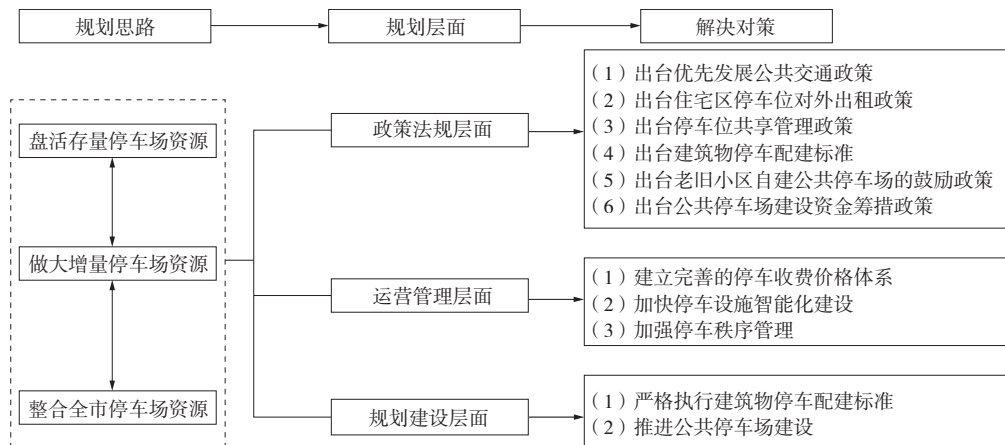 规划思路
规划层面
解决对策
盘活存量停车场资源
做大增量停车场资源
整合全市停车场资源
政策法规层面
(1)出台优先发展公共交通政策
(2)出台住宅区停车位对外出租政策
(3)出台停车位共享管理政策
(4)出台建筑物停车配建标准
(5)出台老旧小区自建公共停车场的鼓励政策
(6)出台公共停车场建设资金筹措政策
运营管理层面
(1)建立完善的停车收费价格体系
(2)加快停车设施智能化建设
(3)加强停车秩序管理
规划建设层面
(1)严格执行建筑物停车配建标准
(2)推进公共停车场建设